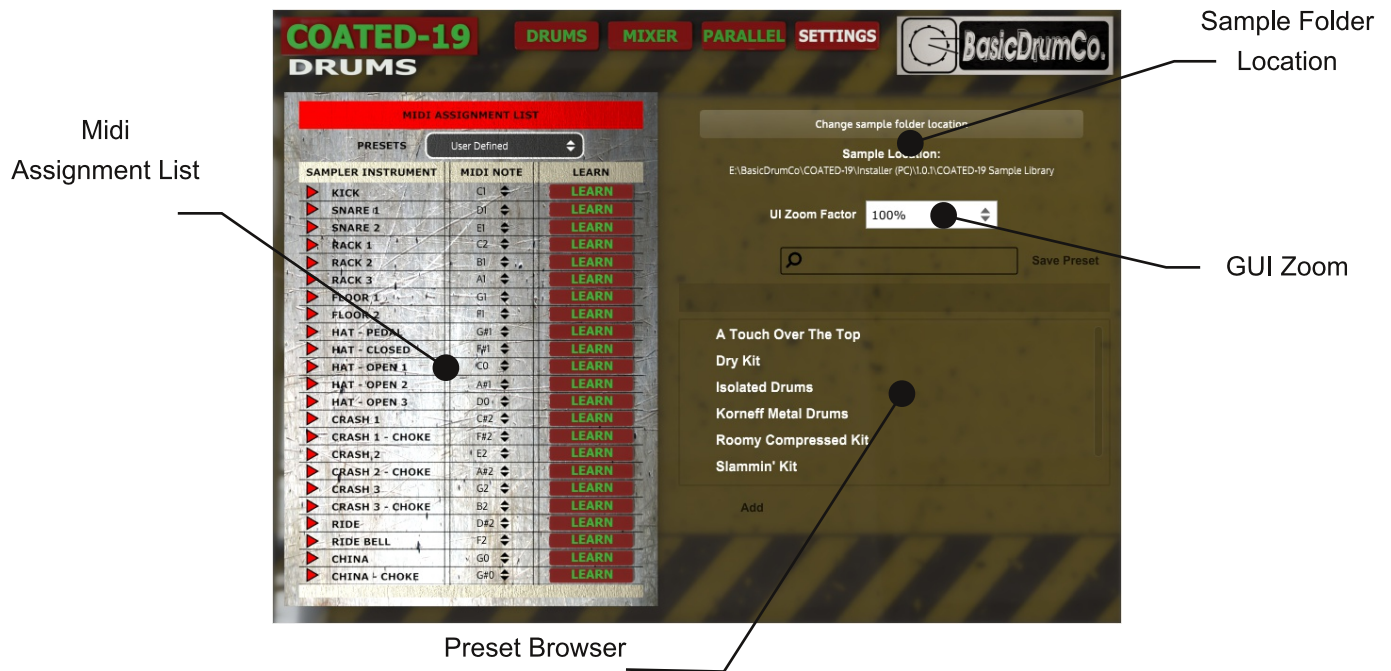 Sample Folder
Location
COATED-19
DRUMS
DRUMS MIXER PARALLEL SETTINGS
BasicDrumCo.
Midi
Assignment List
MIDI ASSIGNMENT LIST
PRESETS User Defined
SAMPLER INSTRUMENT MIDI NOTE LEARN
KICK C1 LEARN
SNARE 1 D1 LEARN
SNARE 2 E1 LEARN
RACK 1 C2 LEARN
RACK 2 B1 LEARN
RACK 3 A1 LEARN
FLOOR 1 G1 LEARN
FLOOR 2 F1 LEARN
HAT - PEDAL G#1 LEARN
HAT - CLOSED F#1 LEARN
HAT - OPEN 1 C0 LEARN
HAT - OPEN 2 A#1 LEARN
HAT - OPEN 3 D0 LEARN
CRASH 1 C#2 LEARN
CRASH 1 - CHOKE F#2 LEARN
CRASH 2 E2 LEARN
CRASH 2 - CHOKE A#2 LEARN
CRASH 3 G2 LEARN
CRASH 3 - CHOKE B2 LEARN
RIDE D#2 LEARN
RIDE BELL F2 LEARN
CHINA G0 LEARN
CHINA - CHOKE G#0 LEARN
Change sample folder location
Sample Location:
E:\BasicDrumCo\COATED-19\Installer (PC)\1.0.1\COATED-19 Sample Library
UI Zoom Factor 100%
GUI Zoom
Save Preset
A Touch Over The Top
Dry Kit
Isolated Drums
Korneff Metal Drums
Roomy Compressed Kit
Slammin' Kit
Add
Preset Browser